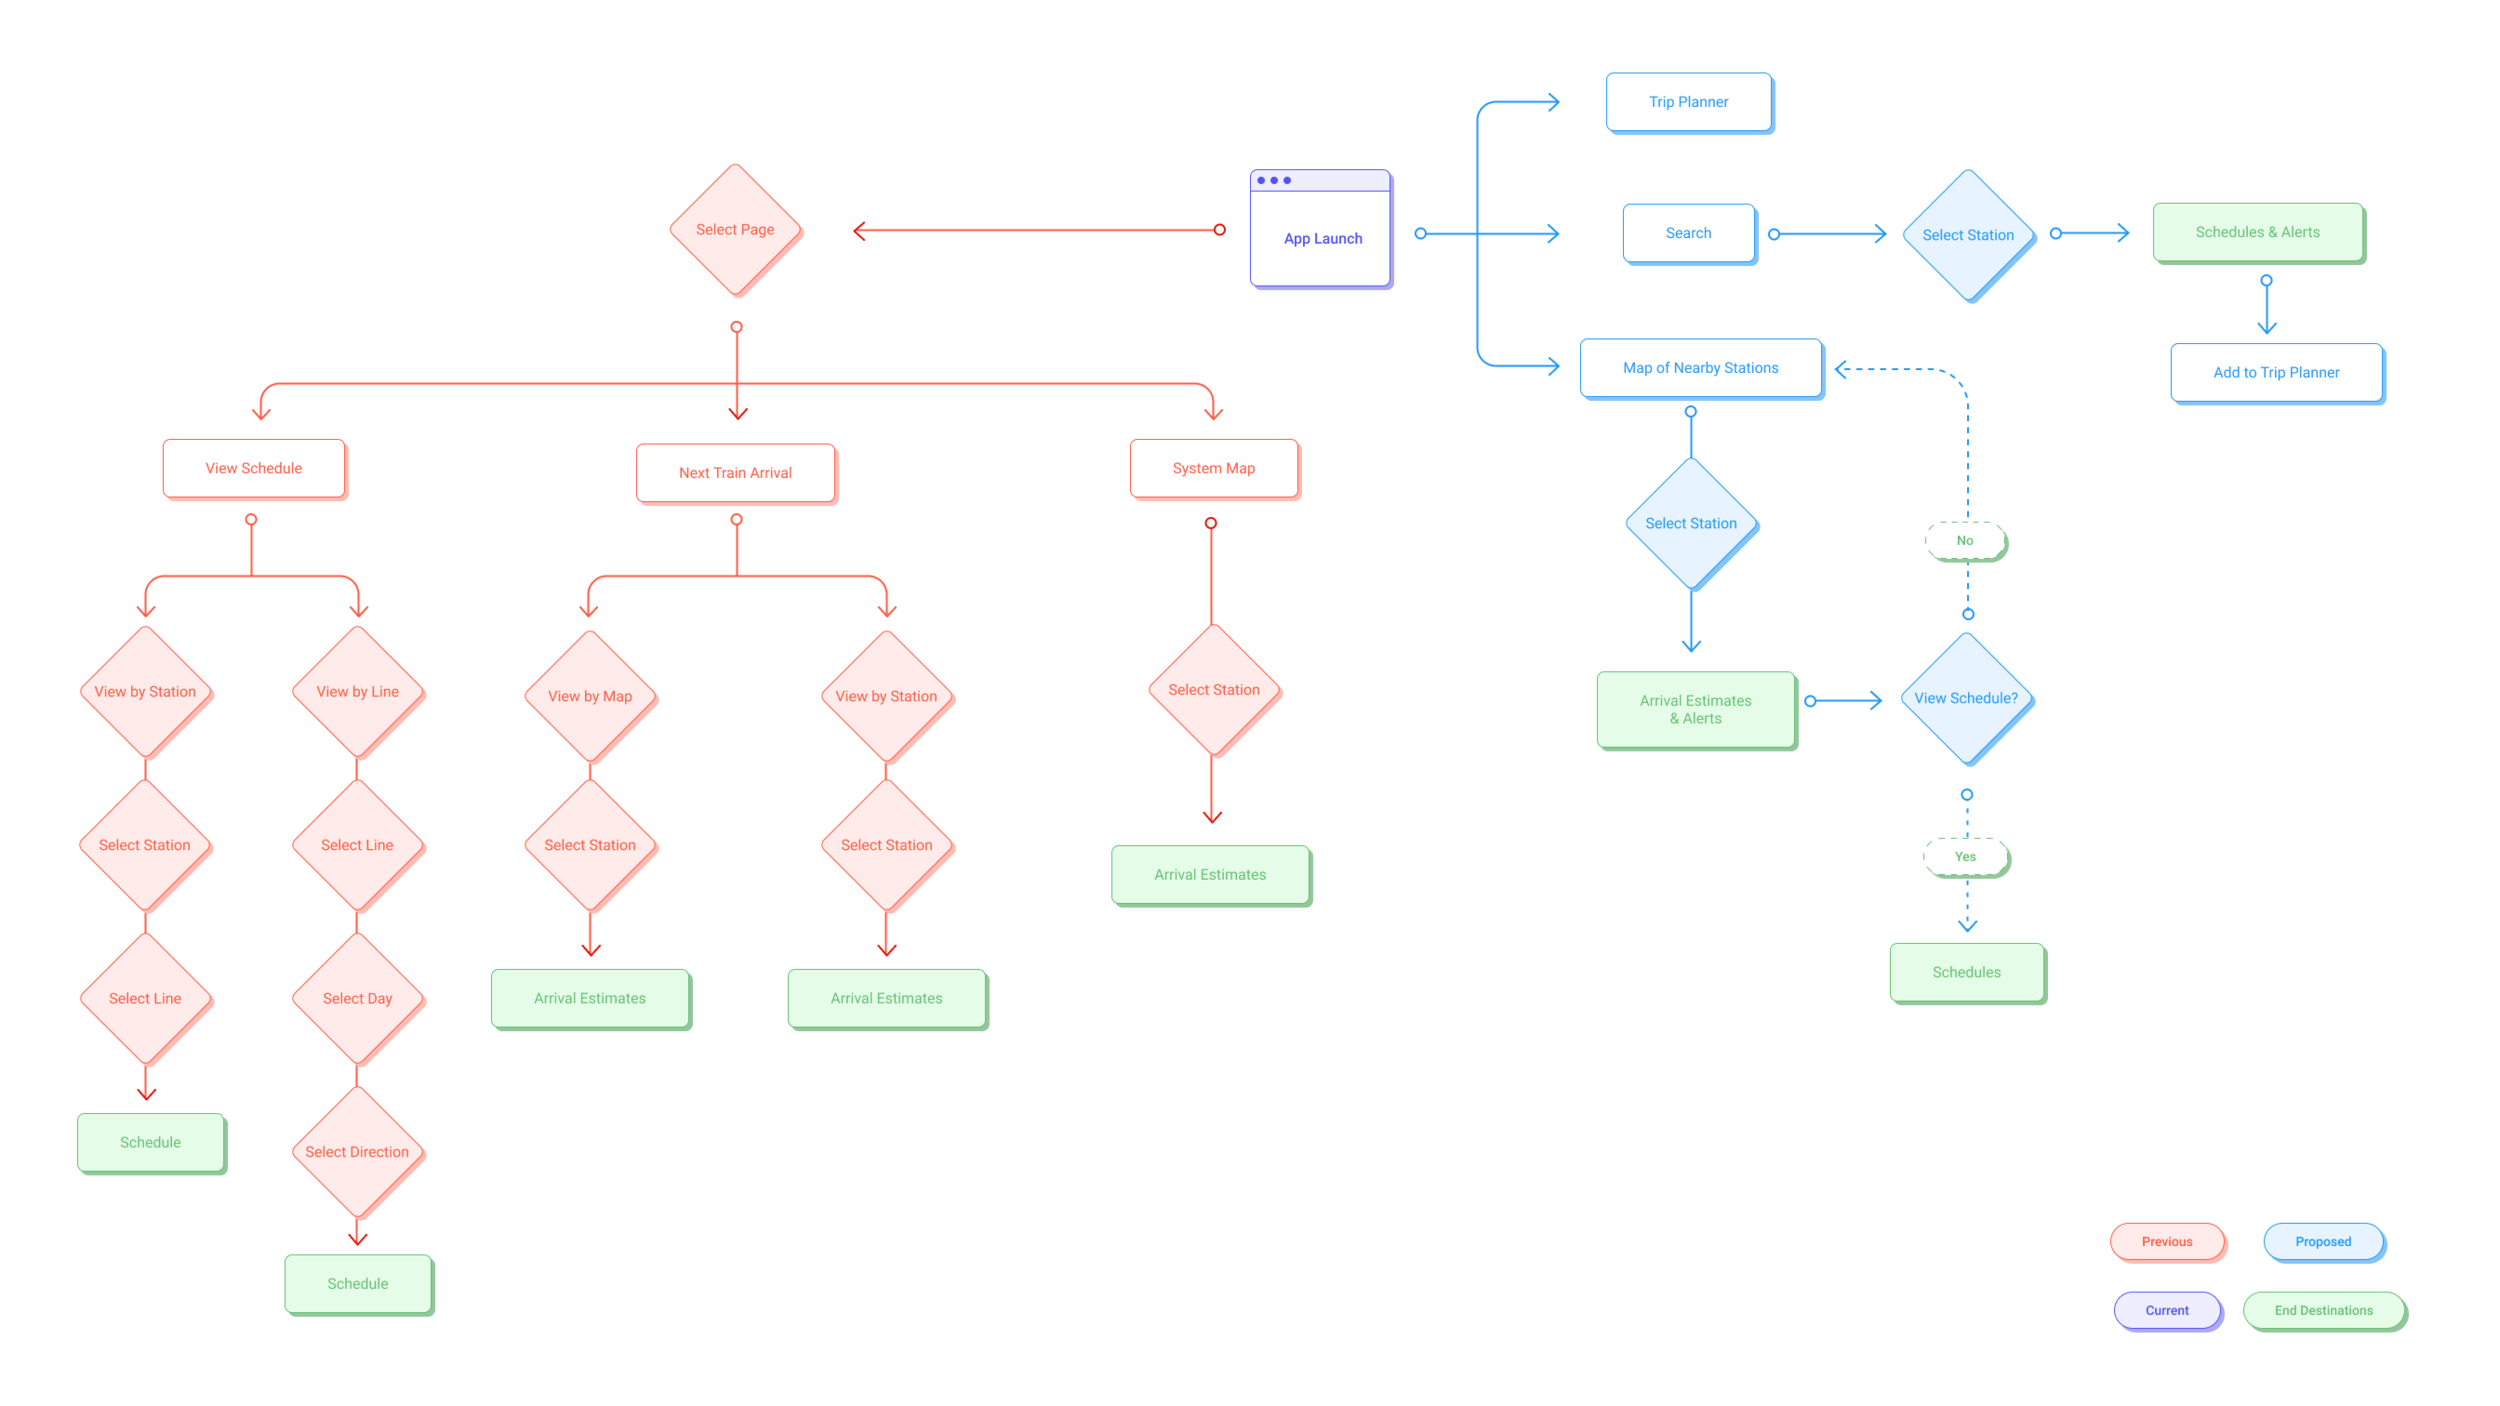 Trip Planner
Select Page
App Launch
Search
Select Station
Schedules & Alerts
Map of Nearby Stations
Add to Trip Planner
View Schedule
Next Train Arrival
System Map
Select Station
No
View by Station
View by Line
View by Map
View by Station
Select Station
Arrival Estimates
& Alerts
View Schedule?
Select Station
Select Line
Select Station
Select Station
Arrival Estimates
Yes
Select Line
Select Day
Arrival Estimates
Arrival Estimates
Schedules
Schedule
Select Direction
Schedule
Previous
Proposed
Current
End Destinations